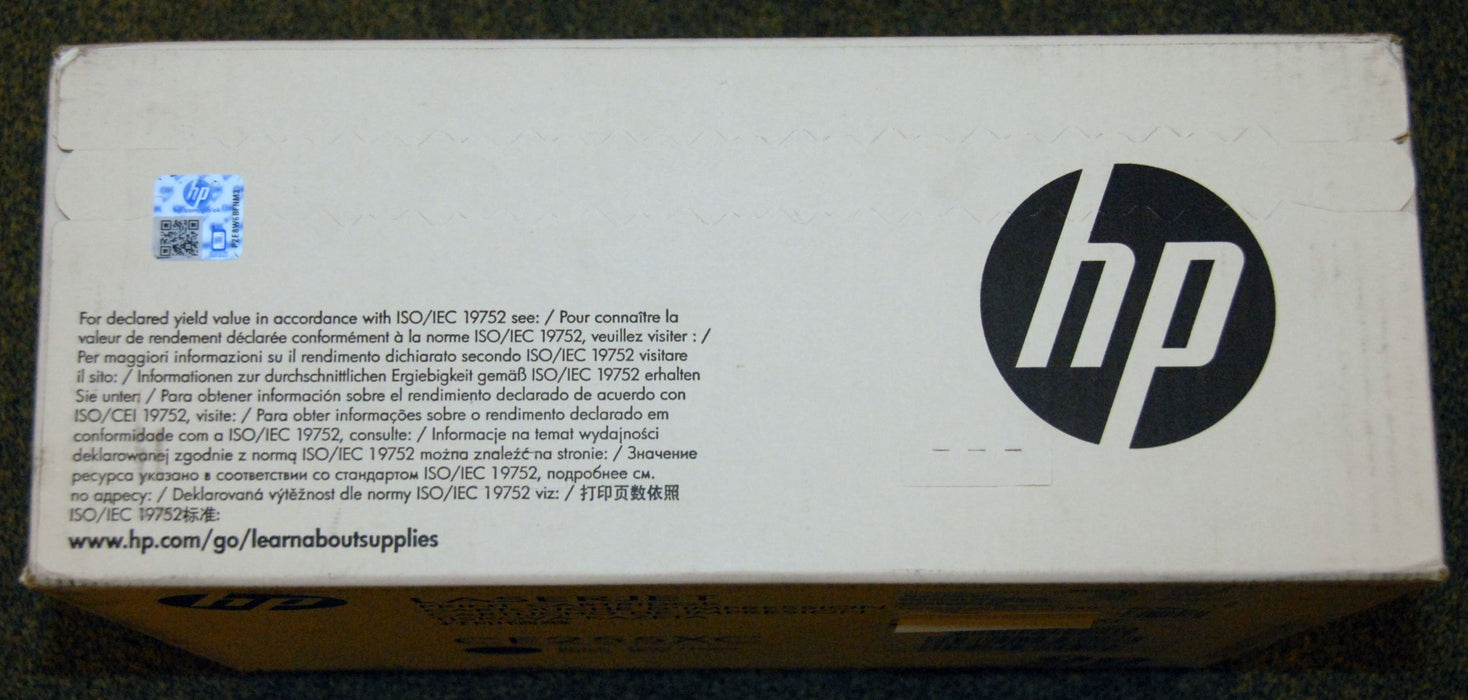 hp
P2E8W6BFNM1
hp
For declared yield value in accordance with ISO/IEC 19752 see: / Pour connaître la
valeur de rendement déclarée conformément à la norme ISO/IEC 19752, veuillez visiter : /
Per maggiori informazioni su il rendimento dichiarato secondo ISO/IEC 19752 visitare
il sito: / Informationen zur durchschnittlichen Ergiebigkeit gemäß ISO/IEC 19752 erhalten
Sie unter: / Para obtener información sobre el rendimiento declarado de acuerdo con
ISO/CEI 19752, visite: / Para obter informações sobre o rendimento declarado em
conformidade com a ISO/IEC 19752, consulte: / Informacje na temat wydajności
deklarowanej zgodnie z normą ISO/IEC 19752 można znaleźć na stronie: / Значение
ресурса указано в соответствии со стандартом ISO/IEC 19752, подробнее см.
по адресу: / Deklarovaná výtěžnost dle normy ISO/IEC 19752 viz: / 打印页数依照
ISO/IEC 19752标准:
www.hp.com/go/learnaboutsupplies
hp
LASERJET
CE255XC